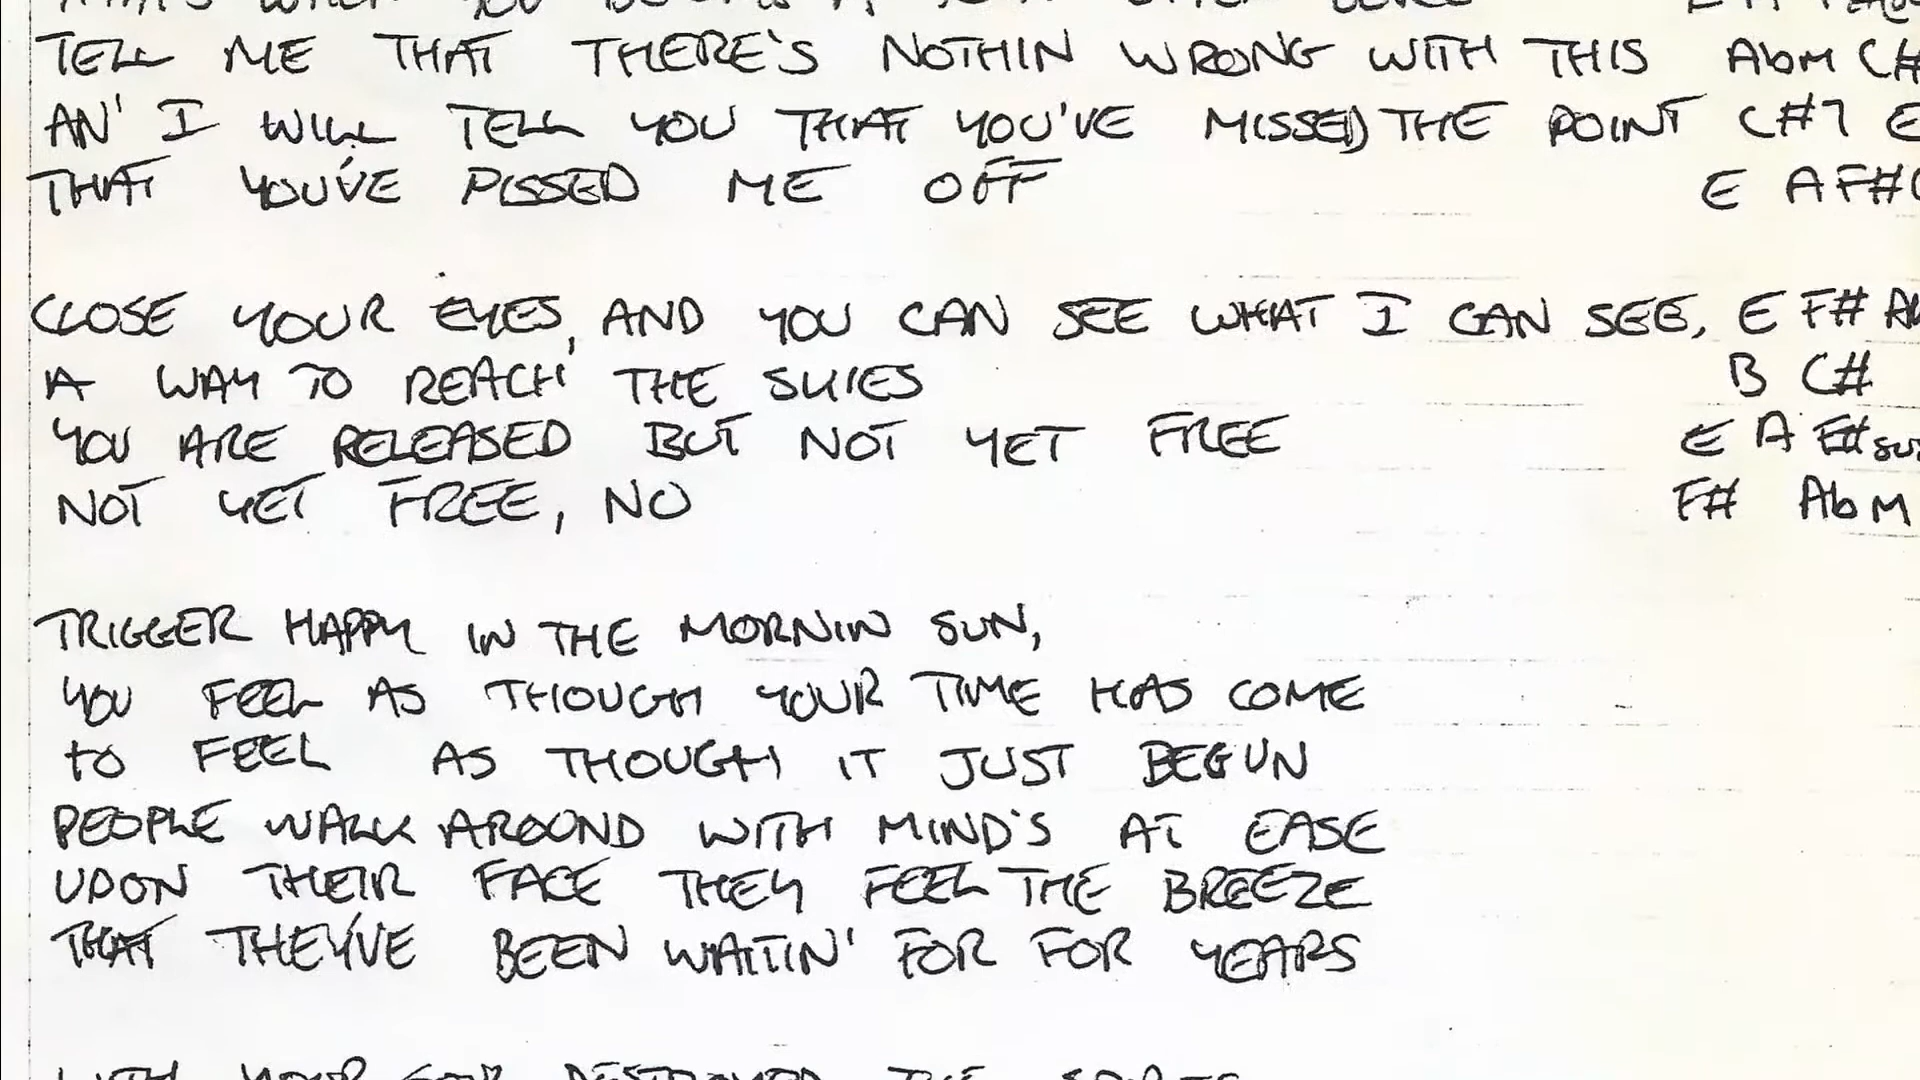 TELL ME THAT THERE'S NOTHIN WRONG WITH THIS AbM C#
AN' I WILL TELL YOU THAT YOU'VE MISSED THE POINT C#7 E
THAT YOU'VE PISSED ME OFF E A F#
CLOSE YOUR EYES, AND YOU CAN SEE WHAT I CAN SEE, E F# Ab
A WAY TO REACH THE SKIES B C#
YOU ARE RELEASED BUT NOT YET FREE E A F#sus
NOT YET FREE, NO F# AbM
TRIGGER HAPPY IN THE MORNIN SUN,
YOU FEEL AS THOUGH YOUR TIME HAS COME
TO FEEL AS THOUGH IT JUST BEGUN
PEOPLE WALK AROUND WITH MIND'S AT EASE
UPON THEIR FACE THEY FEEL THE BREEZE
THAT THEY'VE BEEN WAITIN' FOR FOR YEARS